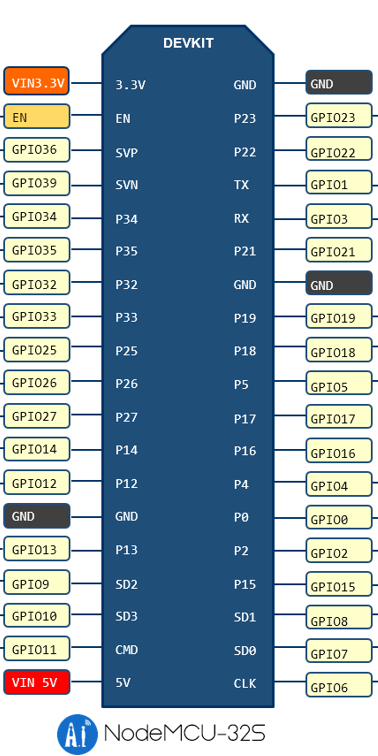 DEVKIT
VIN3.3V 3.3V GND GND
EN EN P23 GPIO23
GPIO36 SVP P22 GPIO22
GPIO39 SVN TX GPIO1
GPIO34 P34 RX GPIO3
GPIO35 P35 P21 GPIO21
GPIO32 P32 GND GND
GPIO33 P33 P19 GPIO19
GPIO25 P25 P18 GPIO18
GPIO26 P26 P5 GPIO5
GPIO27 P27 P17 GPIO17
GPIO14 P14 P16 GPIO16
GPIO12 P12 P4 GPIO4
GND GND P0 GPIO0
GPIO13 P13 P2 GPIO2
GPIO9 SD2 P15 GPIO15
GPIO10 SD3 SD1 GPIO8
GPIO11 CMD SD0 GPIO7
VIN 5V 5V CLK GPIO6
A.i NodeMCU-32S